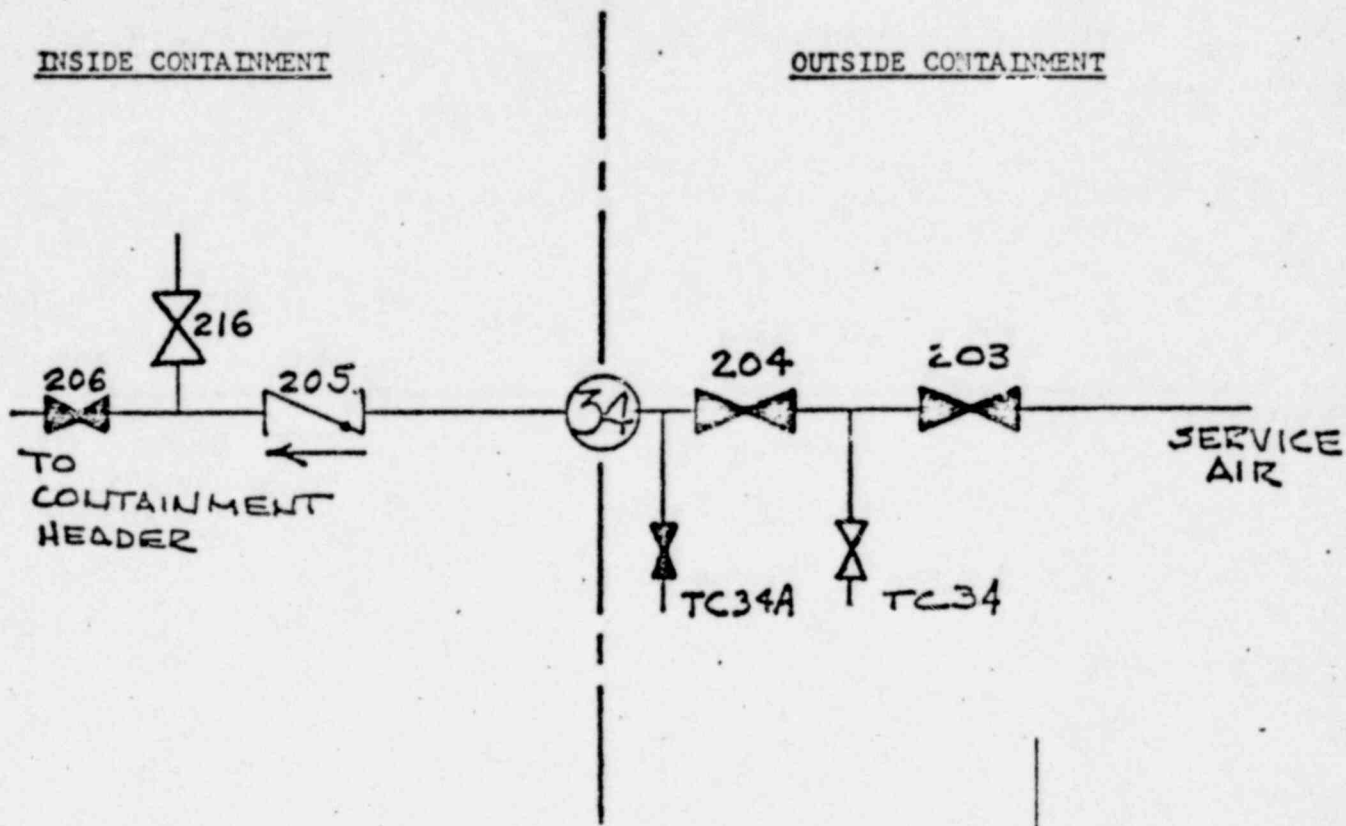 INSIDE CONTAINMENT
OUTSIDE CONTAINMENT
216
206
205
34
204
203
TO
CONTAINMENT
HEADER
SERVICE
AIR
TC34A
TC34